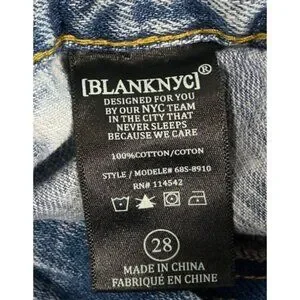 [BLANKNYC]®
DESIGNED FOR YOU
BY OUR NYC TEAM
IN THE CITY THAT
NEVER SLEEPS
BECAUSE WE CARE
100%COTTON/COTON
STYLE / MODELE# 68S-8910
RN# 114542
28
MADE IN CHINA
FABRIQUÉ EN CHINE